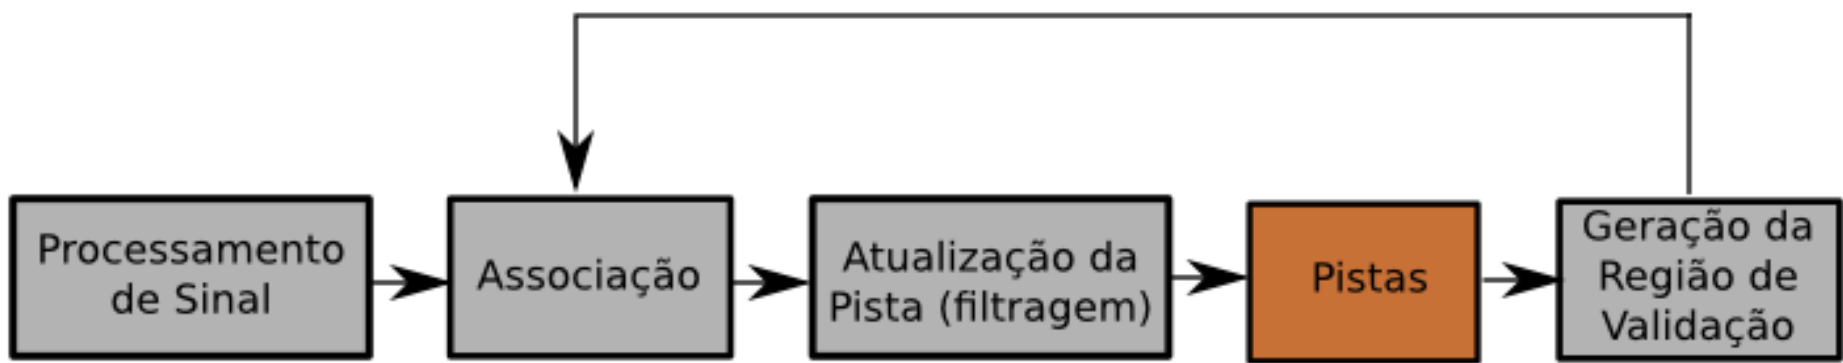 Processamento
de Sinal
Associação
Atualização da
Pista (filtragem)
Pistas
Geração da
Região de
Validação